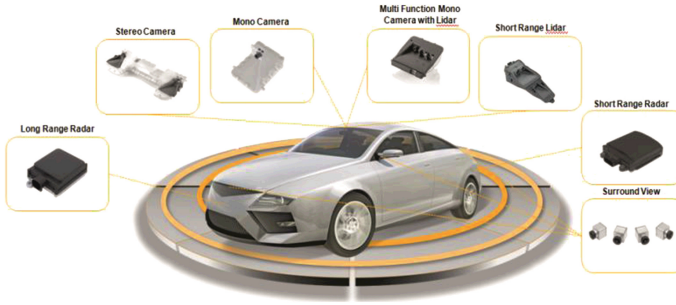 Stereo Camera
Mono Camera
Multi Function Mono
Camera with Lidar
Short Range Lidar
Long Range Radar
Short Range Radar
Surround View